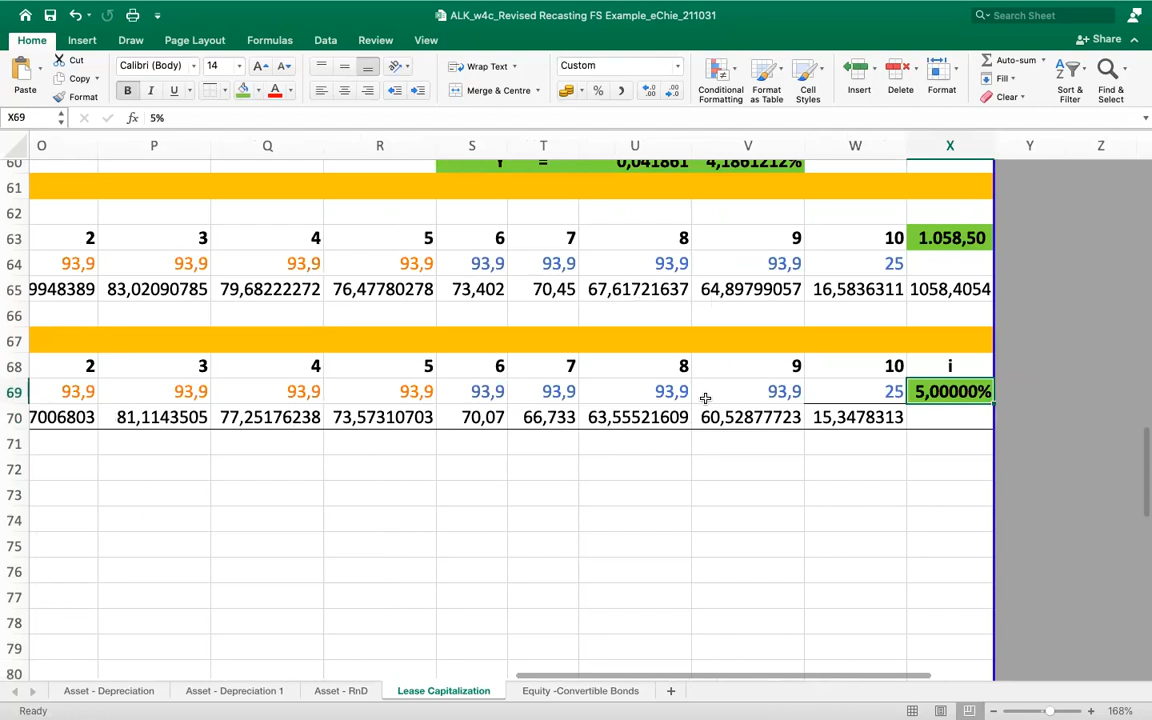 ALK_w4c_Revised Recasting FS Example_eChie_211031
Search Sheet
Home Insert Draw Page Layout Formulas Data Review View
Share
Paste
Cut
Copy
Format
Calibri (Body) 14
A A
B I U A
Wrap Text
Merge & Centre
Custom
%
Conditional Formatting
Format as Table
Cell Styles
Insert
Delete
Format
Auto-sum
Fill
Clear
Sort & Filter
Find & Select
X69 fx 5%
O P Q R S T U V W X Y Z
60 Y = 0,041861 4,1861212%
61
62
63 2 3 4 5 6 7 8 9 10 1.058,50
64 93,9 93,9 93,9 93,9 93,9 93,9 93,9 93,9 25
65 9948389 83,02090785 79,68222272 76,47780278 73,402 70,45 67,61721637 64,89799057 16,5836311 1058,4054
66
67
68 2 3 4 5 6 7 8 9 10 i
69 93,9 93,9 93,9 93,9 93,9 93,9 93,9 93,9 25 5,00000%
70 7006803 81,1143505 77,25176238 73,57310703 70,07 66,733 63,55521609 60,52877723 15,3478313
71
72
73
74
75
76
77
78
79
80
Asset - Depreciation Asset - Depreciation 1 Asset - RnD Lease Capitalization Equity -Convertible Bonds +
Ready
168%